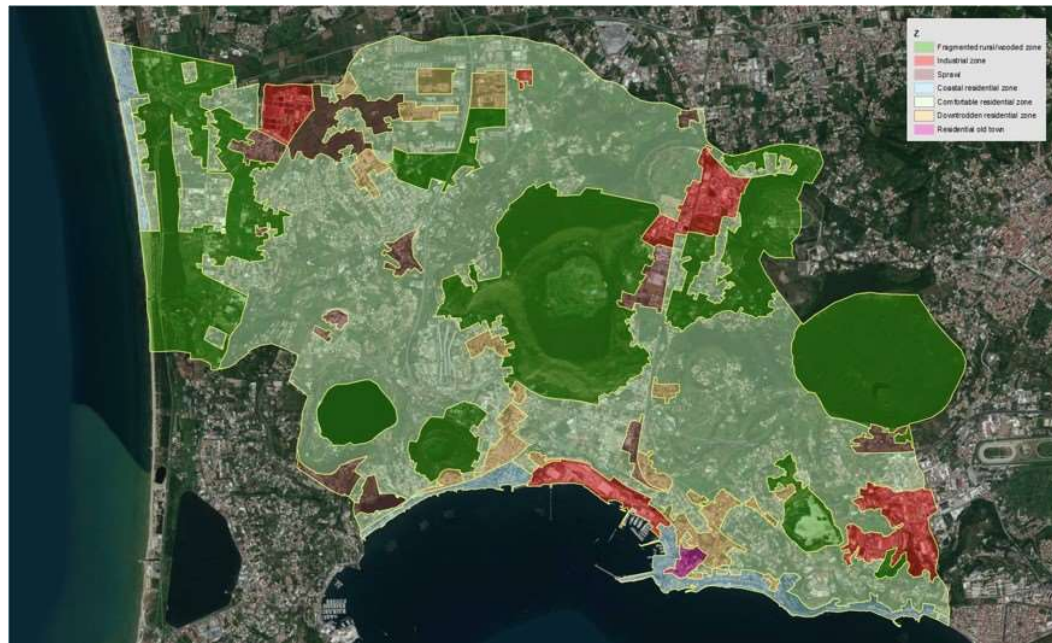 Z
Fragmented rural/wooded zone
Industrial zone
Sprawl
Coastal residential zone
Comfortable residential zone
Downtrodden residential zone
Residential old town